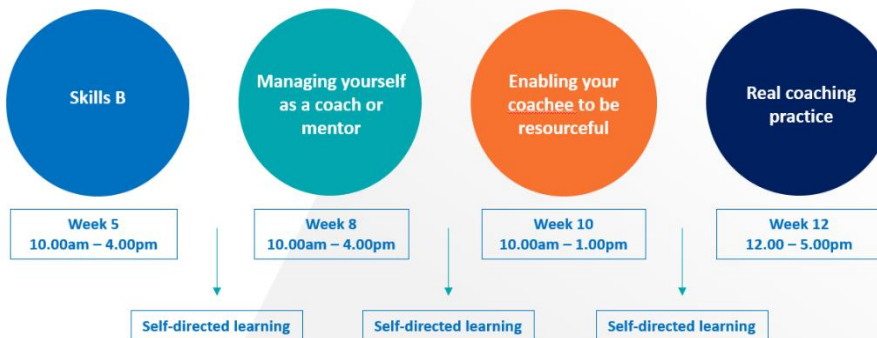 Skills B
Managing yourself
as a coach or
mentor
Enabling your
coachee to be
resourceful
Real coaching
practice
Week 5
10.00am – 4.00pm
Week 8
10.00am – 4.00pm
Week 10
10.00am – 1.00pm
Week 12
12.00 – 5.00pm
Self-directed learning
Self-directed learning
Self-directed learning